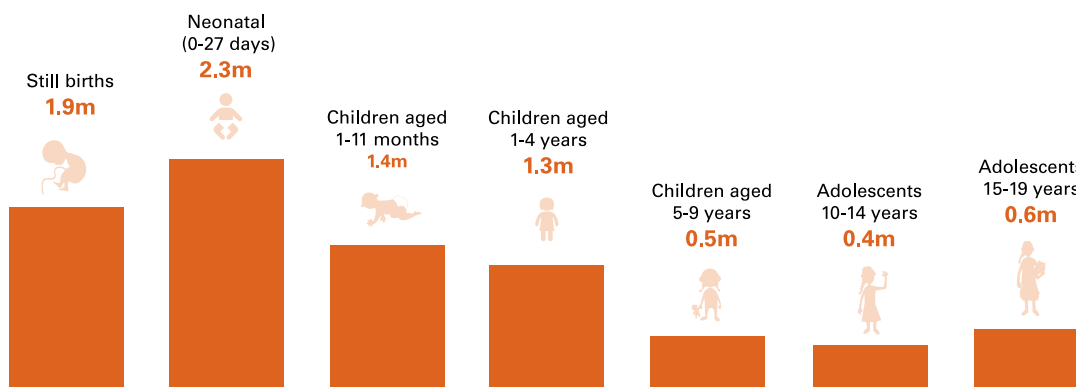 Still births
1.9m
Neonatal
(0-27 days)
2.3m
Children aged
1-11 months
1.4m
Children aged
1-4 years
1.3m
Children aged
5-9 years
0.5m
Adolescents
10-14 years
0.4m
Adolescents
15-19 years
0.6m